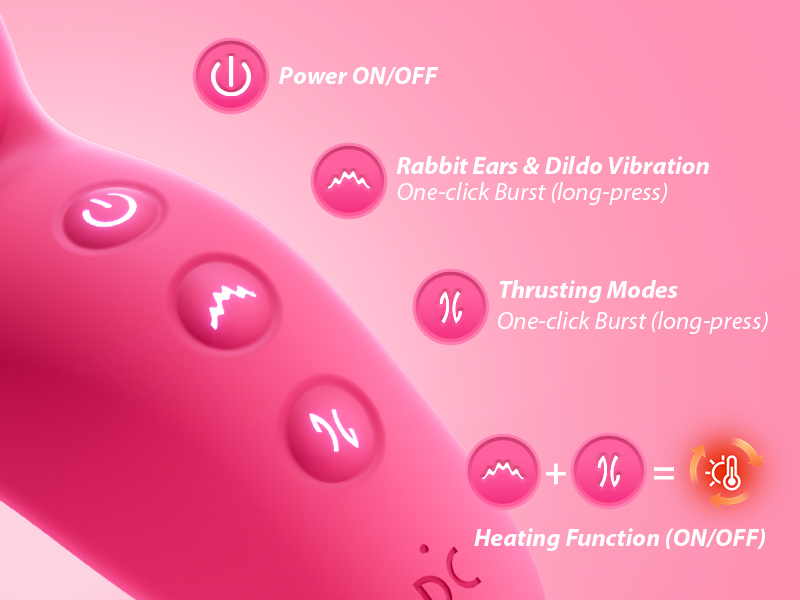 Power ON/OFF
Rabbit Ears & Dildo Vibration
One-click Burst (long-press)
Thrusting Modes
One-click Burst (long-press)
+ =
Heating Function (ON/OFF)
DC